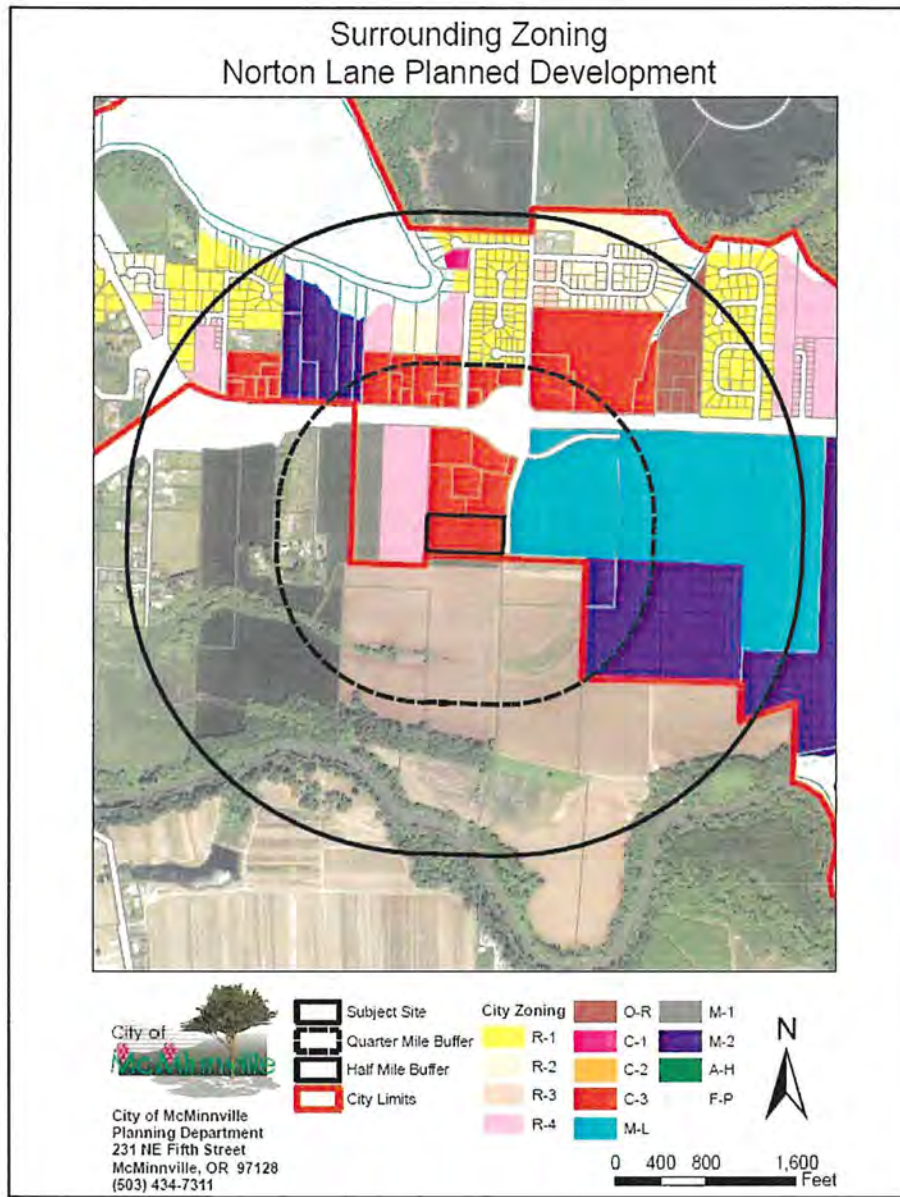 Surrounding Zoning
Norton Lane Planned Development
City of
McMinnville
City of McMinnville
Planning Department
231 NE Fifth Street
McMinnville, OR 97128
(503) 434-7311
Subject Site
Quarter Mile Buffer
Half Mile Buffer
City Limits
City Zoning
R-1
R-2
R-3
R-4
O-R
C-1
C-2
C-3
M-L
M-1
M-2
A-H
F-P
N
0 400 800 1,600
Feet